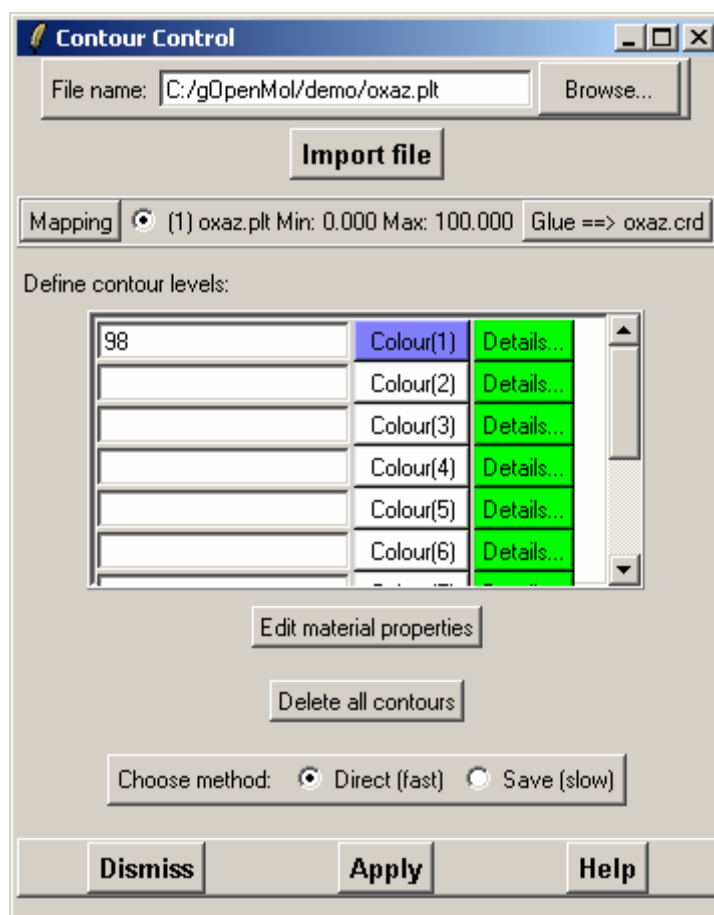 Contour Control
File name: C:/gOpenMol/demo/oxaz.plt Browse...
Import file
Mapping (1) oxaz.plt Min: 0.000 Max: 100.000 Glue ==> oxaz.crd
Define contour levels:
98 Colour(1) Details...
Colour(2) Details...
Colour(3) Details...
Colour(4) Details...
Colour(5) Details...
Colour(6) Details...
Edit material properties
Delete all contours
Choose method: Direct (fast) Save (slow)
Dismiss Apply Help